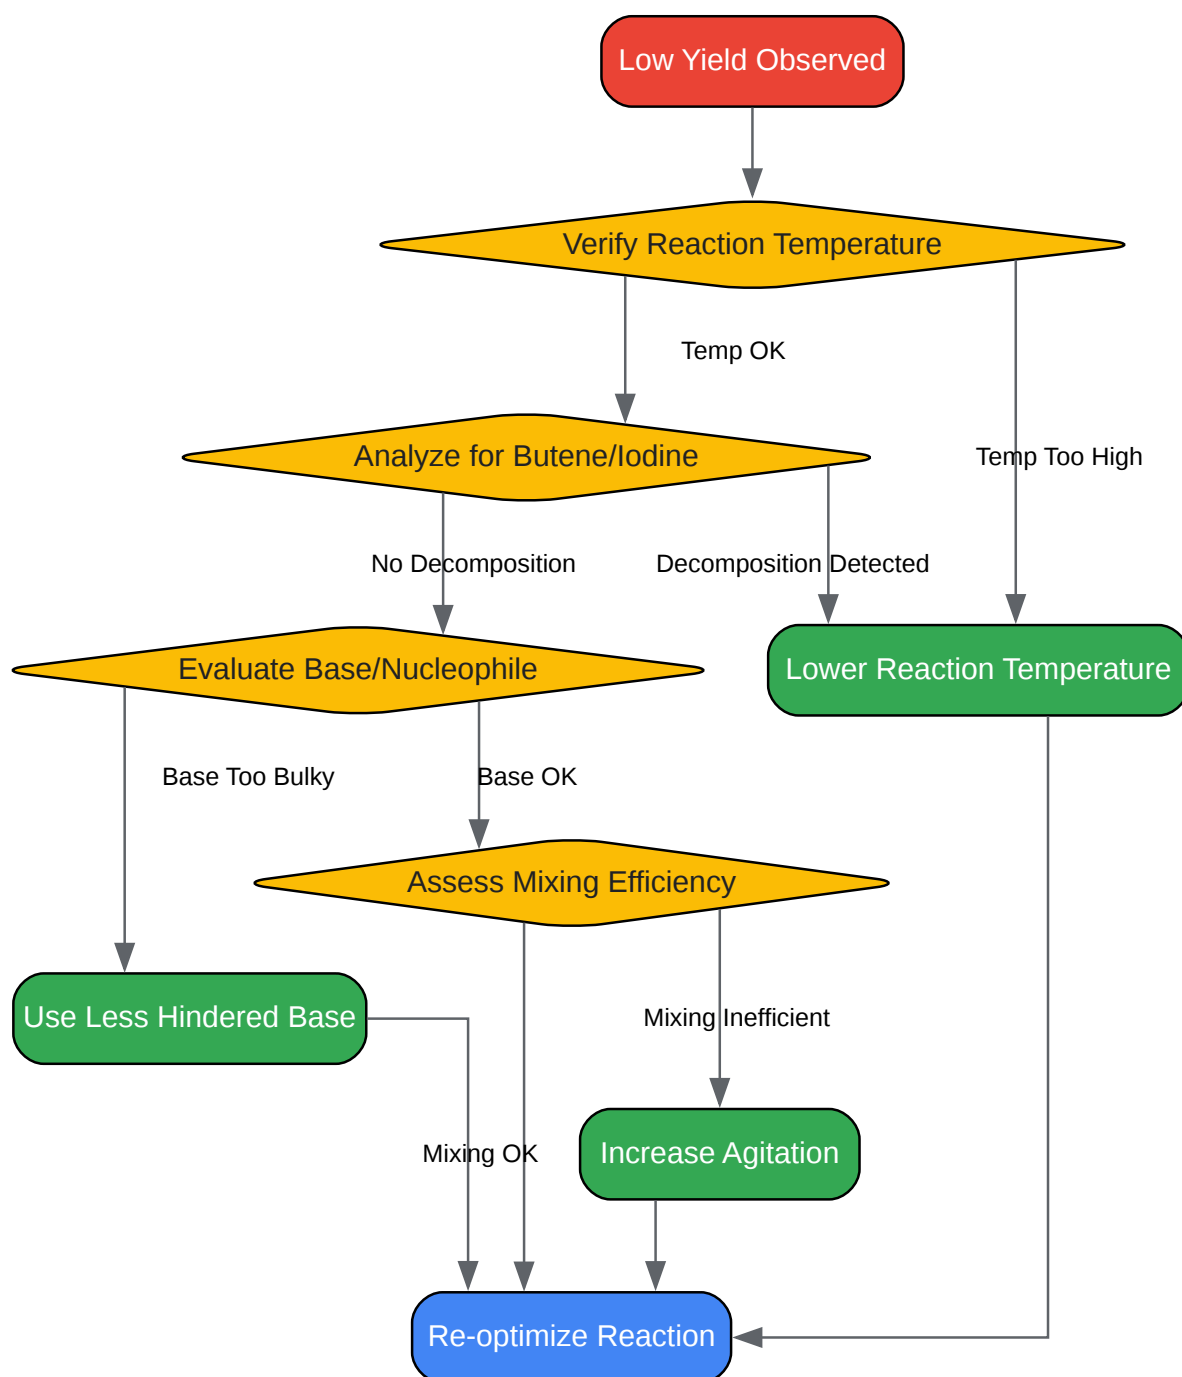 Low Yield Observed
Verify Reaction Temperature
Temp OK
Analyze for Butene/Iodine
Temp Too High
No Decomposition
Decomposition Detected
Evaluate Base/Nucleophile
Lower Reaction Temperature
Base Too Bulky
Base OK
Assess Mixing Efficiency
Use Less Hindered Base
Mixing Inefficient
Mixing OK
Increase Agitation
Re-optimize Reaction